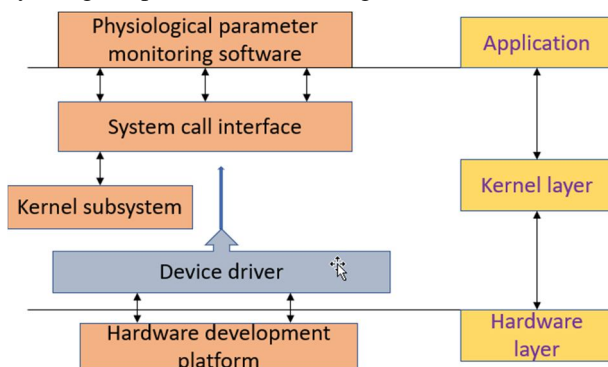 Physiological parameter
monitoring software
Application
System call interface
Kernel subsystem
Kernel layer
Device driver
Hardware development
platform
Hardware
layer